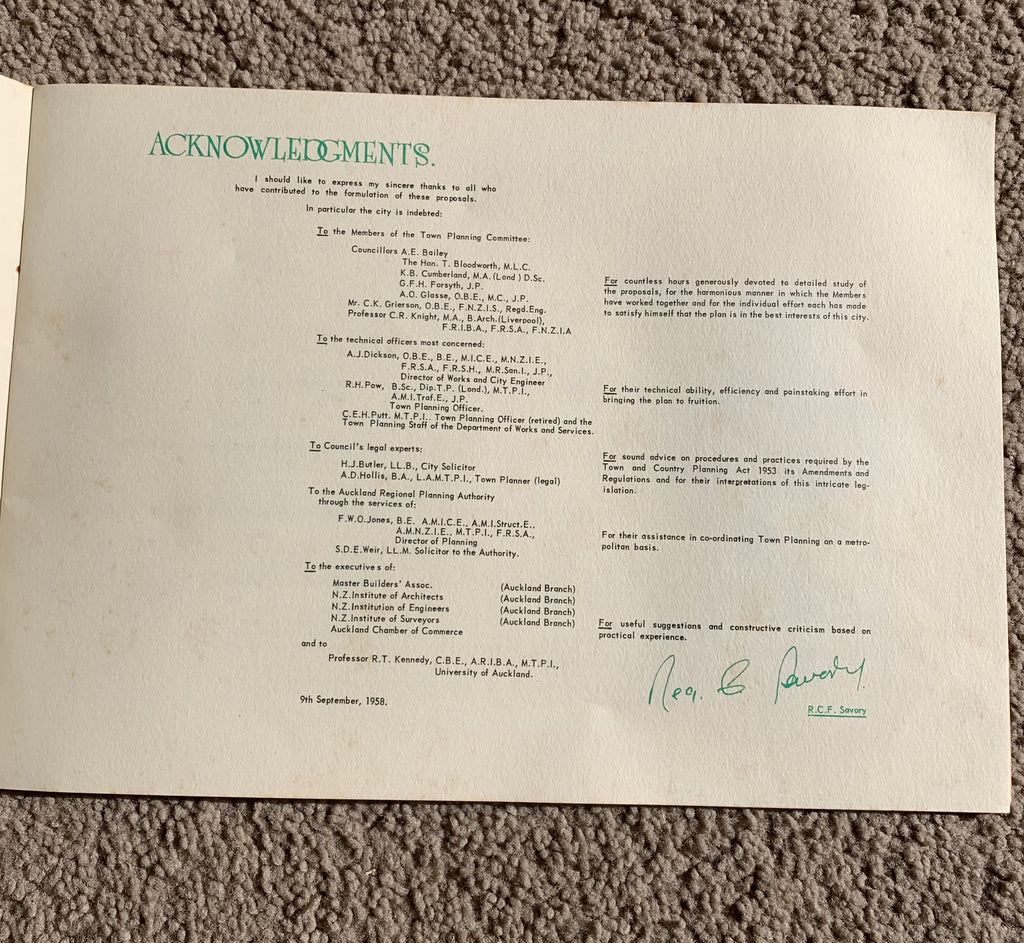 ACKNOWLEDGMENTS.
I should like to express my sincere thanks to all who
have contributed to the formulation of these proposals.
In particular the city is indebted:
To the Members of the Town Planning Committee:
Councillors A.E. Bailey
The Hon. T. Bloodworth, M.L.C.
K.B. Cumberland, M.A. (Lond ) D.Sc.
G.F.H. Forsyth, J.P.
A.O. Glasse, O.B.E., M.C., J.P.
Mr. C.K. Grierson, O.B.E., F.N.Z.I.S., Regd.Eng.
Professor C.R. Knight, M.A., B.Arch.(Liverpool),
F.R.I.B.A., F.R.S.A., F.N.Z.I.A
For countless hours generously devoted to detailed study of
the proposals, for the harmonious manner in which the Members
have worked together and for the individual effort each has made
to satisfy himself that the plan is in the best interests of this city.
To the technical officers most concerned:
A.J.Dickson, O.B.E., B.E., M.I.C.E., M.N.Z.I.E.,
F.R.S.A., F.R.S.H., M.R.San.I., J.P.,
Director of Works and City Engineer
R.H.Pow, B.Sc., Dip.T.P. (Lond.), M.T.P.I.,
A.M.I.Traf.E., J.P.
Town Planning Officer.
C.E.H.Putt. M.T.P.I.. Town Planning Officer (retired) and the
Town Planning Staff of the Department of Works and Services.
For their technical ability, efficiency and painstaking effort in
bringing the plan to fruition.
To Council's legal experts:
H.J.Butler, LL.B., City Solicitor
A.D.Hollis, B.A., L.A.M.T.P.I., Town Planner (legal)
For sound advice on procedures and practices required by the
Town and Country Planning Act 1953 its Amendments and
Regulations and for their interpretations of this intricate leg-
islation.
To the Auckland Regional Planning Authority
through the services of:
F.W.O.Jones, B.E. A.M.I.C.E., A.M.I.Struct.E.,
A.M.N.Z.I.E., M.T.P.I., F.R.S.A.,
Director of Planning
S.D.E.Weir, LL.M. Solicitor to the Authority.
For their assistance in co-ordinating Town Planning on a metro-
politan basis.
To the executive s of:
Master Builders' Assoc. (Auckland Branch)
N.Z.Institute of Architects (Auckland Branch)
N.Z.Institution of Engineers (Auckland Branch)
N.Z.Institute of Surveyors (Auckland Branch)
Auckland Chamber of Commerce
and to
Professor R.T. Kennedy, C.B.E., A.R.I.B.A., M.T.P.I.,
University of Auckland.
For useful suggestions and constructive criticism based on
practical experience.
9th September, 1958.
Reg. C Savory.
R.C.F. Savory